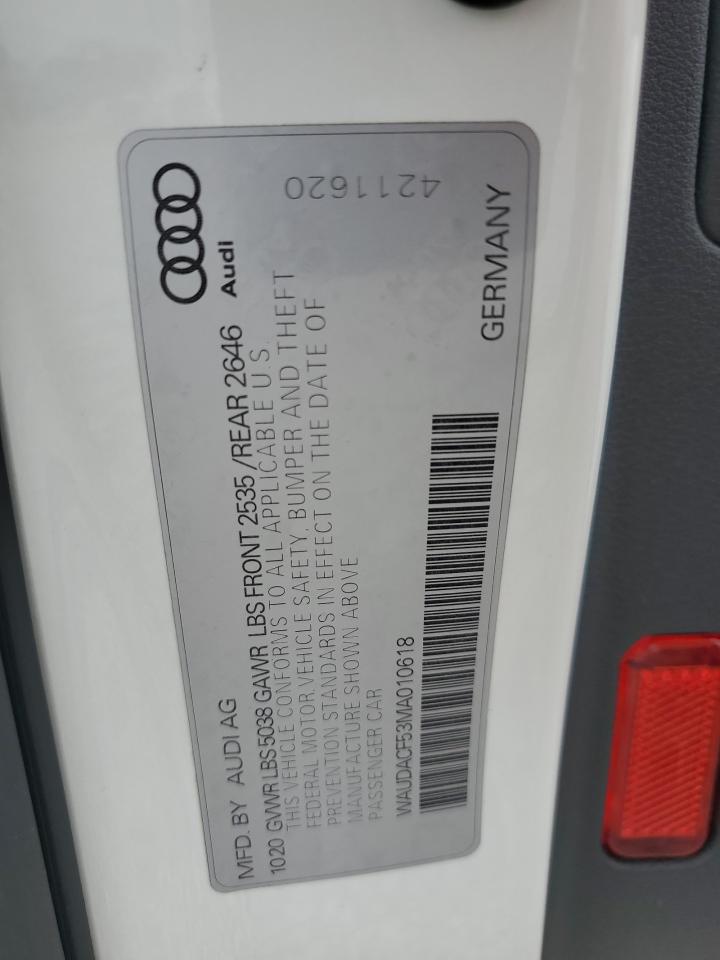 MFD. BY AUDI AG
Audi
1020 GVWR LBS 5038 GAWR LBS FRONT 2535 / REAR 2646
THIS VEHICLE CONFORMS TO ALL APPLICABLE U.S.
FEDERAL MOTOR VEHICLE SAFETY, BUMPER AND THEFT
PREVENTION STANDARDS IN EFFECT ON THE DATE OF
MANUFACTURE SHOWN ABOVE
PASSENGER CAR
WAUDACF53MA010618
GERMANY
4211620